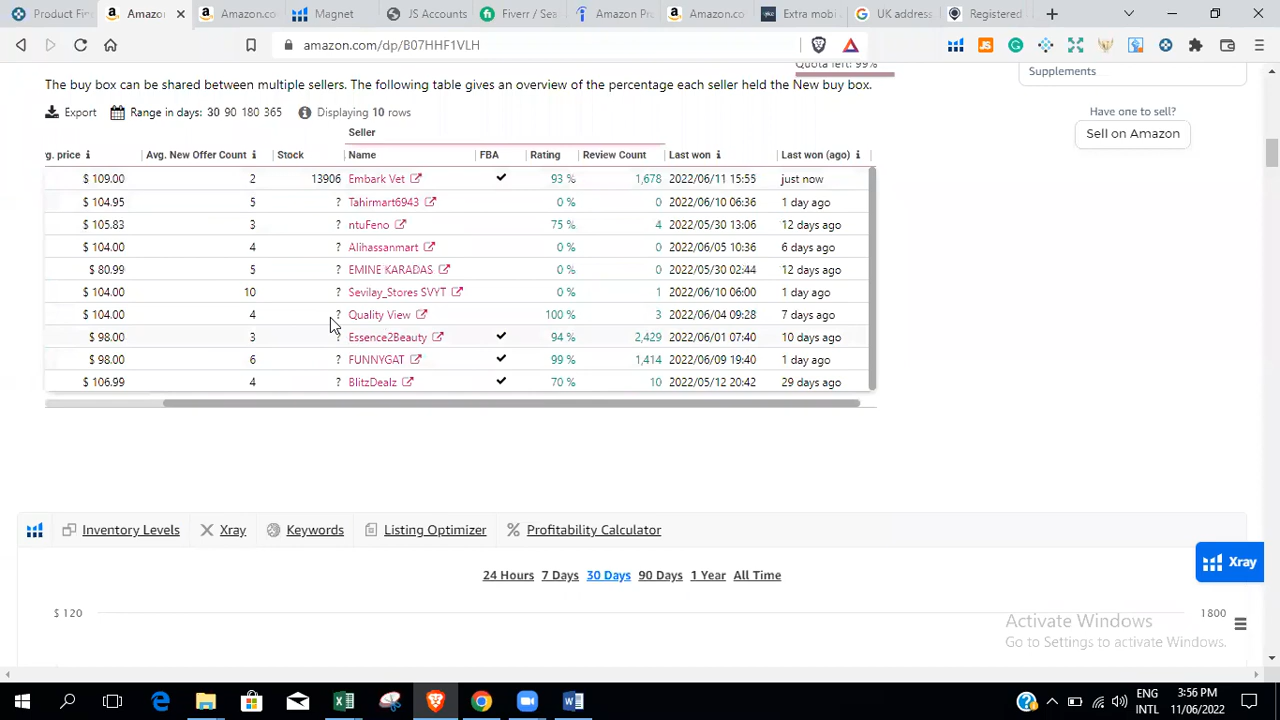 Product Fin
Amazon
Amazon.co
Magnet
JS Accounts
Fiverr / Sea
Amazon Pro
Amazon.co
Extra mobi
UK address
Registered
amazon.com/dp/B07HHF1VLH
Quota left: 99%
Supplements
The buy box can be shared between multiple sellers. The following table gives an overview of the percentage each seller held the New buy box.
Have one to sell?
Sell on Amazon
Export Range in days: 30 90 180 365 Displaying 10 rows
Seller
rg. price Avg. New Offer Count Stock Name FBA Rating Review Count Last won Last won (ago)
$ 109.00 2 13906 Embark Vet ✔ 93 % 1,678 2022/06/11 15:55 just now
$ 104.95 5 ? Tahirmart6943 0 % 0 2022/06/10 06:36 1 day ago
$ 105.83 3 ? ntuFeno 75 % 4 2022/05/30 13:06 12 days ago
$ 104.00 4 ? Alihassanmart 0 % 0 2022/06/05 10:36 6 days ago
$ 80.99 5 ? EMINE KARADAS 0 % 0 2022/05/30 02:44 12 days ago
$ 104.00 10 ? Sevilay_Stores SVYT 0 % 1 2022/06/10 06:00 1 day ago
$ 104.00 4 ? Quality View 100 % 3 2022/06/04 09:28 7 days ago
$ 98.00 3 ? Essence2Beauty ✔ 94 % 2,429 2022/06/01 07:40 10 days ago
$ 98.00 6 ? FUNNYGAT ✔ 99 % 1,414 2022/06/09 19:40 1 day ago
$ 106.99 4 ? BlitzDealz ✔ 70 % 10 2022/05/12 20:42 29 days ago
Inventory Levels Xray Keywords Listing Optimizer Profitability Calculator
Xray
24 Hours 7 Days 30 Days 90 Days 1 Year All Time
$ 120 1800
Activate Windows
Go to Settings to activate Windows.
ENG 3:56 PM
INTL 11/06/2022